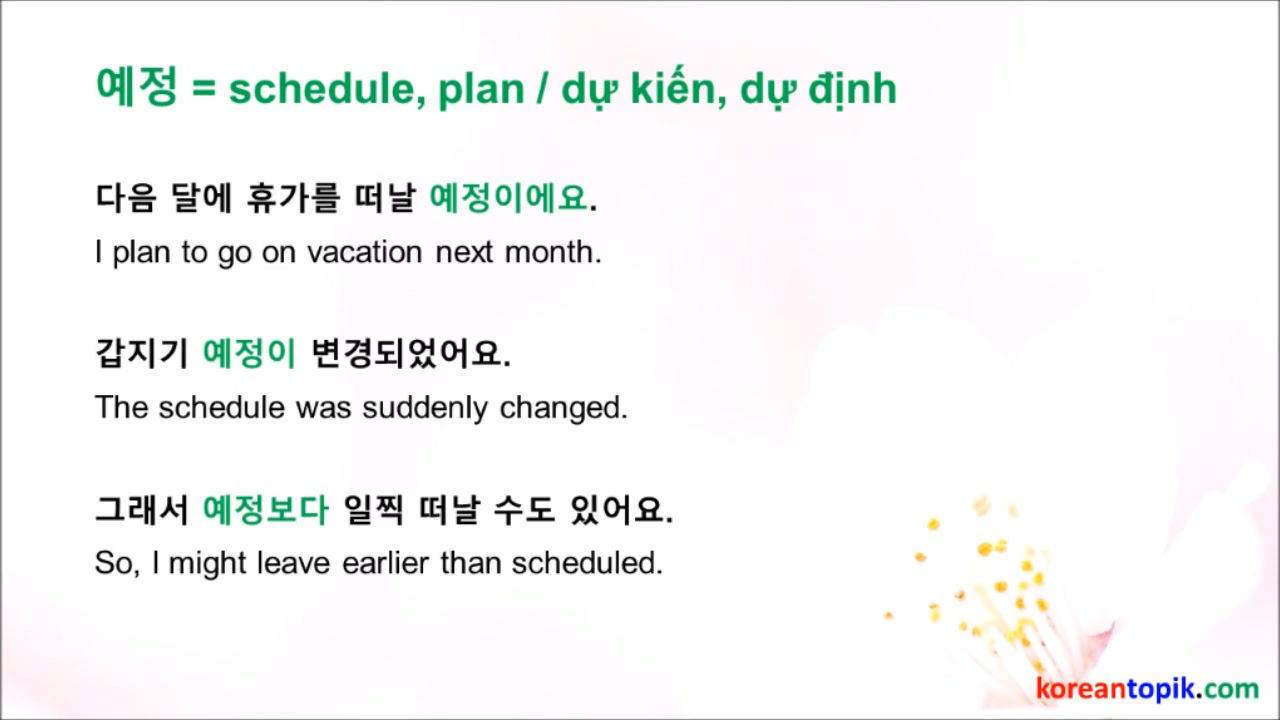 예정 = schedule, plan / dự kiến, dự định
다음 달에 휴가를 떠날 예정이에요.
I plan to go on vacation next month.
갑지기 예정이 변경되었어요.
The schedule was suddenly changed.
그래서 예정보다 일찍 떠날 수도 있어요.
So, I might leave earlier than scheduled.
koreantopik.com